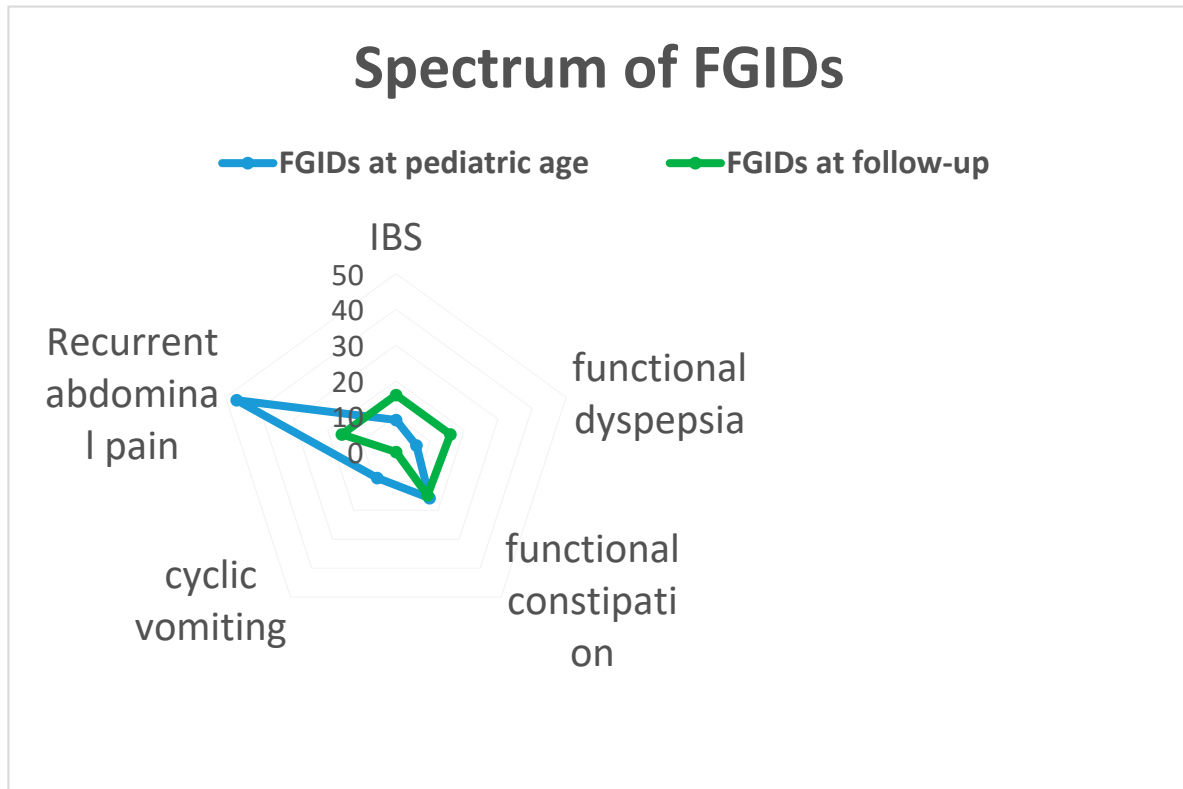 Spectrum of FGIDs
FGIDs at pediatric age
FGIDs at follow-up
IBS
50
40
30
20
10
0
functional
dyspepsia
functional
constipati
on
cyclic
vomiting
Recurrent
abdomina
l pain